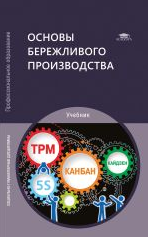 Профессиональное образование
ОСНОВЫ
БЕРЕЖЛИВОГО
ПРОИЗВОДСТВА
Учебник
TPM
КАЙДЗЕН
КАНБАН
5S